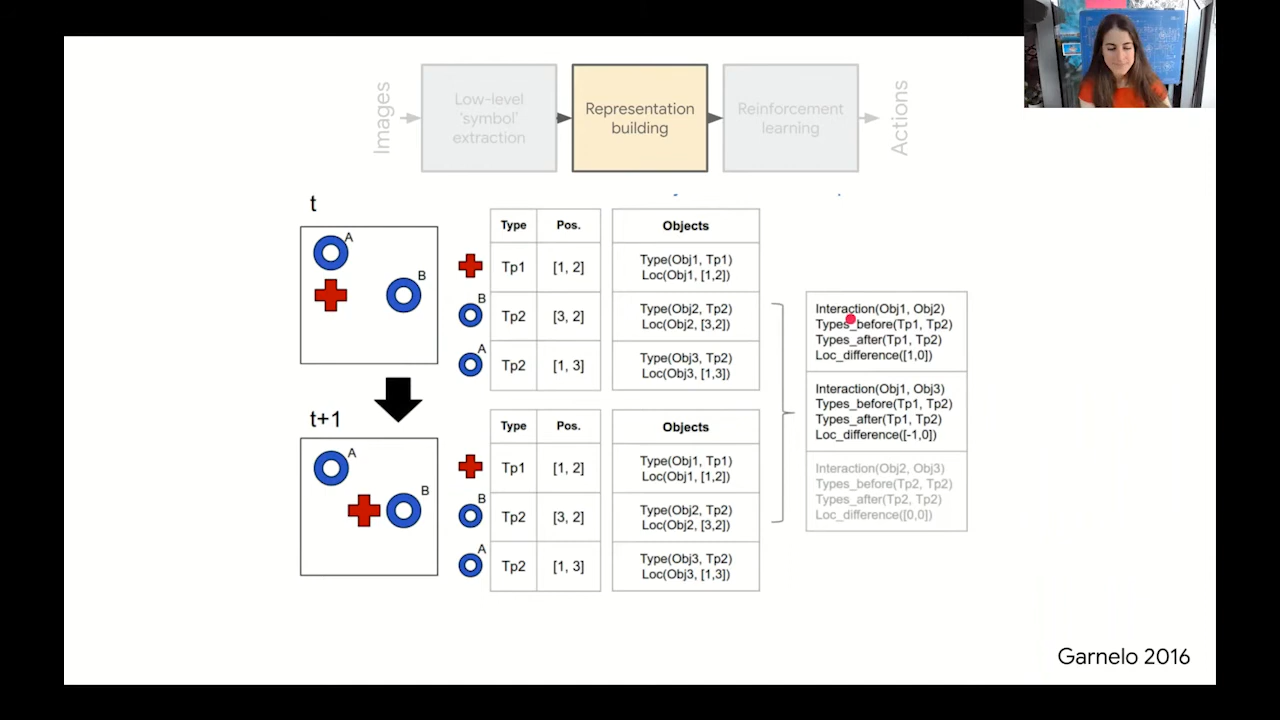 Images
Low-level
'symbol'
extraction
Representation
building
Reinforcement
learning
Actions
t
A
B
Type Pos. Objects
Tp1 [1, 2] Type(Obj1, Tp1)
Loc(Obj1, [1,2])
B
Tp2 [3, 2] Type(Obj2, Tp2)
Loc(Obj2, [3,2])
A
Tp2 [1, 3] Type(Obj3, Tp2)
Loc(Obj3, [1,3])
t+1
A
B
Type Pos. Objects
Tp1 [1, 2] Type(Obj1, Tp1)
Loc(Obj1, [1,2])
B
Tp2 [3, 2] Type(Obj2, Tp2)
Loc(Obj2, [3,2])
A
Tp2 [1, 3] Type(Obj3, Tp2)
Loc(Obj3, [1,3])
Interaction(Obj1, Obj2)
Types_before(Tp1, Tp2)
Types_after(Tp1, Tp2)
Loc_difference([1,0])
Interaction(Obj1, Obj3)
Types_before(Tp1, Tp2)
Types_after(Tp1, Tp2)
Loc_difference([-1,0])
Interaction(Obj2, Obj3)
Types_before(Tp2, Tp2)
Types_after(Tp2, Tp2)
Loc_difference([0,0])
Garnelo 2016